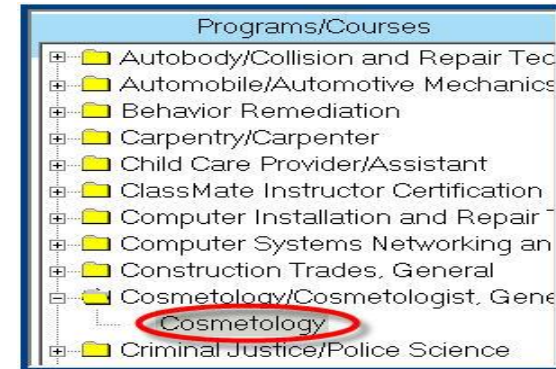 Programs/Courses
Autobody/Collision and Repair Tec
Automobile/Automotive Mechanics
Behavior Remediation
Carpentry/Carpenter
Child Care Provider/Assistant
ClassMate Instructor Certification
Computer Installation and Repair T
Computer Systems Networking an
Construction Trades, General
Cosmetology/Cosmetologist, Gene
Cosmetology
Criminal Justice/Police Science